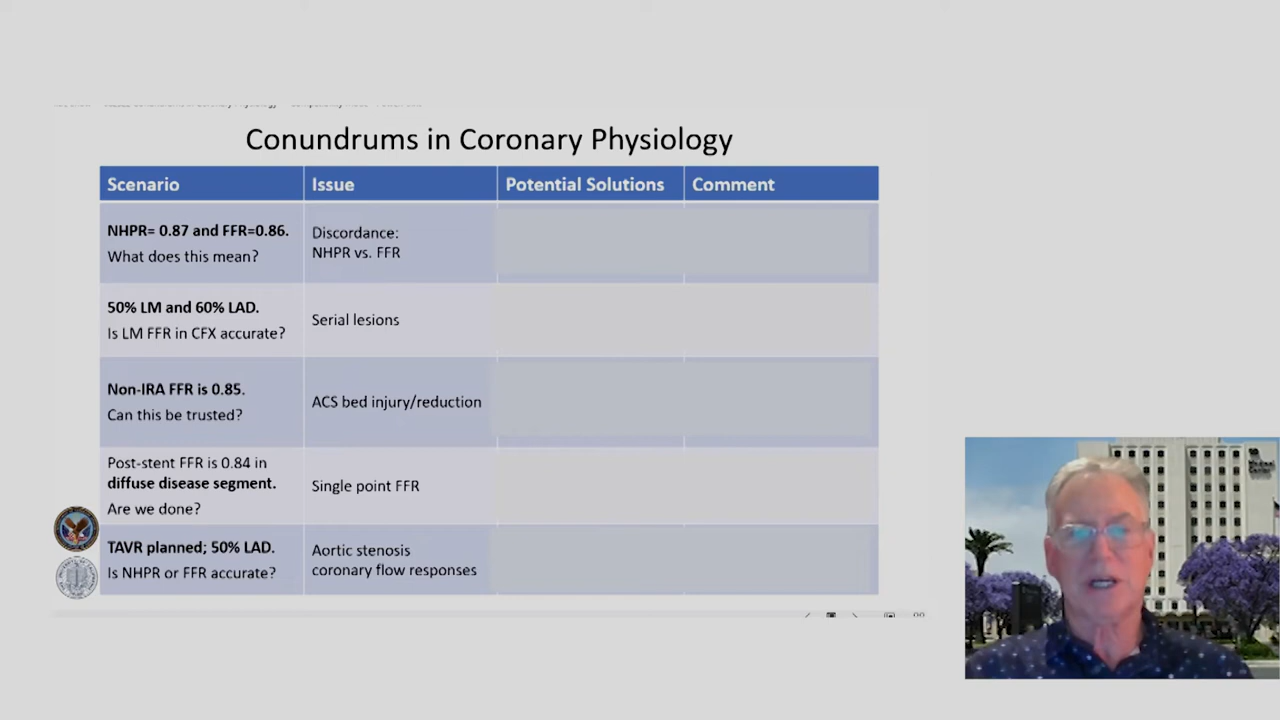 Conundrums in Coronary Physiology
Scenario
Issue
Potential Solutions
Comment
NHPR= 0.87 and FFR=0.86.
What does this mean?
Discordance:
NHPR vs. FFR
50% LM and 60% LAD.
Is LM FFR in CFX accurate?
Serial lesions
Non-IRA FFR is 0.85.
Can this be trusted?
ACS bed injury/reduction
Post-stent FFR is 0.84 in
diffuse disease segment.
Are we done?
Single point FFR
TAVR planned; 50% LAD.
Is NHPR or FFR accurate?
Aortic stenosis
coronary flow responses
Medical
Center